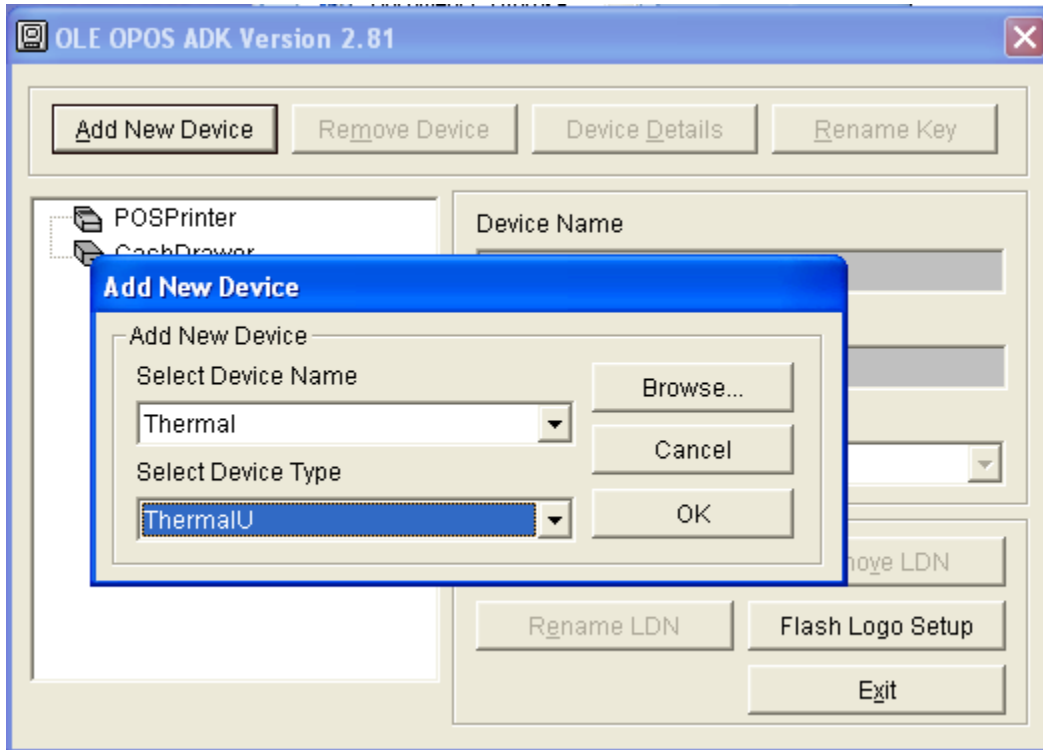 OLE OPOS ADK Version 2.81
Add New Device
Remove Device
Device Details
Rename Key
POSPrinter
CashDrawer
Device Name
Add New Device
Add New Device
Select Device Name
Thermal
Browse...
Cancel
Select Device Type
ThermalU
OK
LDN
Rename LDN
Flash Logo Setup
Exit